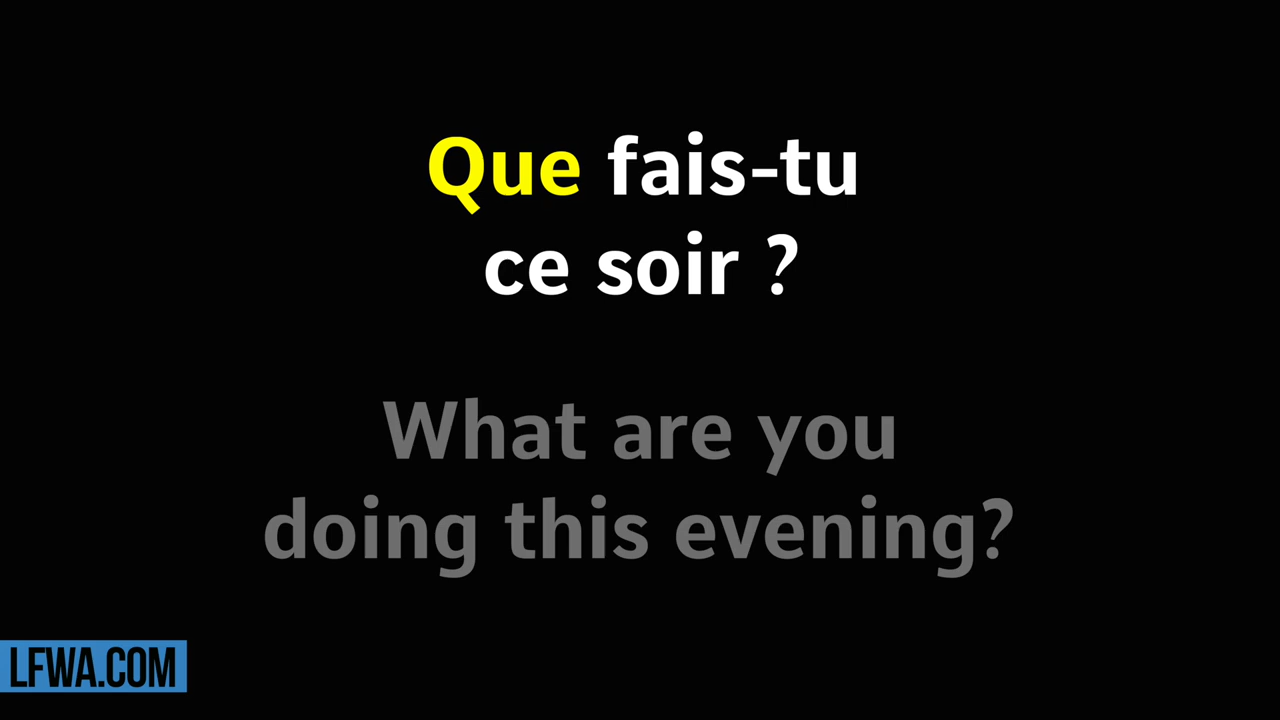 Que fais-tu
ce soir ?
What are you
doing this evening?
LFWA.COM